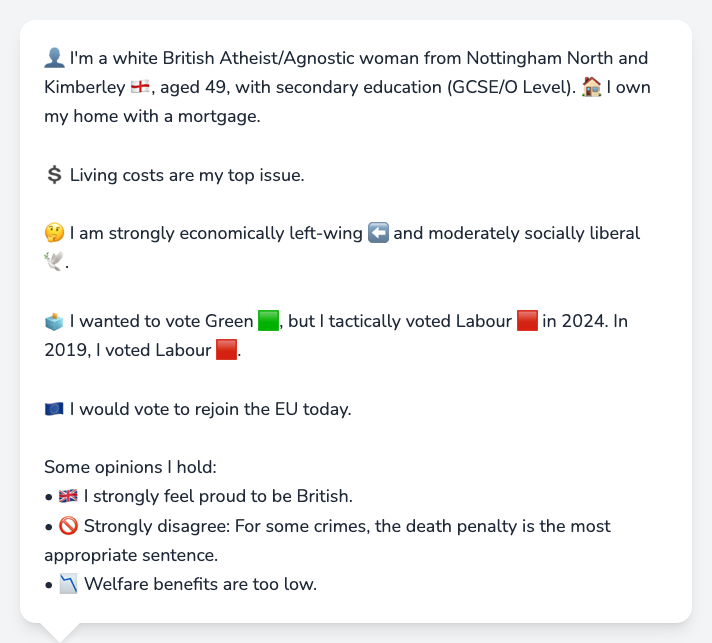 👤 I'm a white British Atheist/Agnostic woman from Nottingham North and
Kimberley 🏴󠁧󠁢󠁥󠁮󠁧󠁿, aged 49, with secondary education (GCSE/O Level). 🏠 I own
my home with a mortgage.
💲 Living costs are my top issue.
🤔 I am strongly economically left-wing ⬅️ and moderately socially liberal
🕊️.
🗳️ I wanted to vote Green 🟩, but I tactically voted Labour 🟥 in 2024. In
2019, I voted Labour 🟥.
🇪🇺 I would vote to rejoin the EU today.
Some opinions I hold:
• 🇬🇧 I strongly feel proud to be British.
• 🚫 Strongly disagree: For some crimes, the death penalty is the most
appropriate sentence.
• 📉 Welfare benefits are too low.